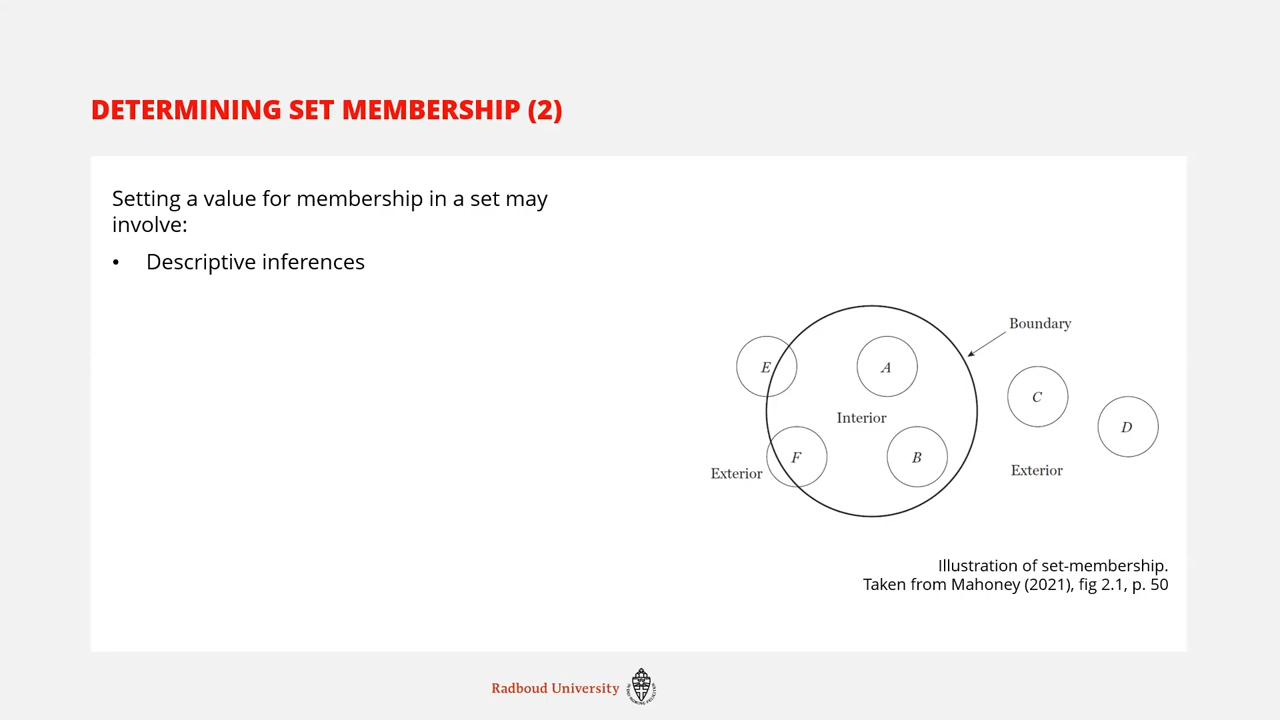 DETERMINING SET MEMBERSHIP (2)
Setting a value for membership in a set may
involve:
• Descriptive inferences
Boundary
E
A
C
D
Interior
F
B
Exterior
Exterior
Illustration of set-membership.
Taken from Mahoney (2021), fig 2.1, p. 50
Radboud University